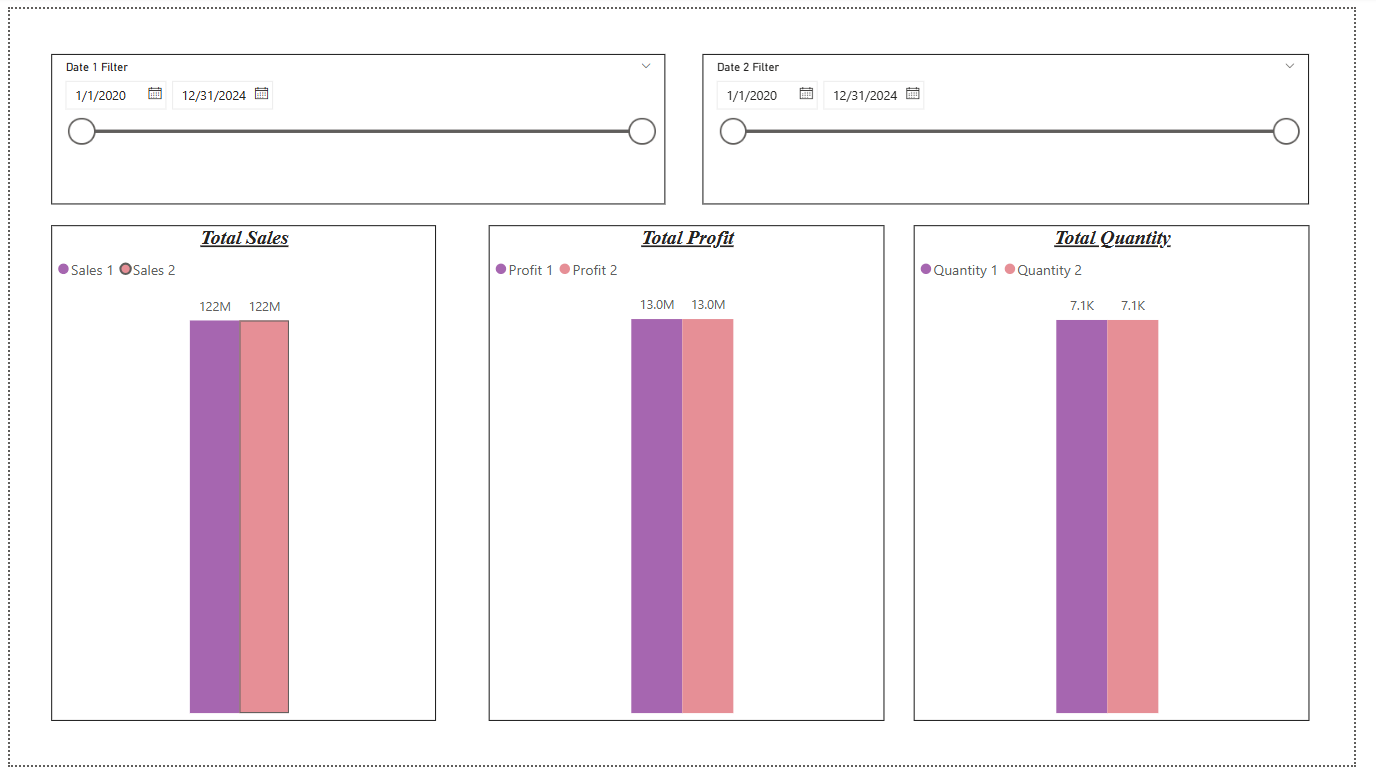 Date 1 Filter
1/1/2020 12/31/2024
Date 2 Filter
1/1/2020 12/31/2024
Total Sales
Sales 1 Sales 2
122M 122M
Total Profit
Profit 1 Profit 2
13.0M 13.0M
Total Quantity
Quantity 1 Quantity 2
7.1K 7.1K